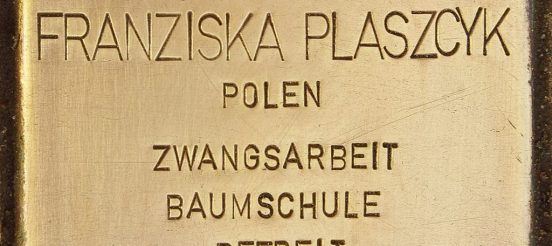 FRANZISKA PLASZCYK
POLEN
ZWANGSARBEIT
BAUMSCHULE